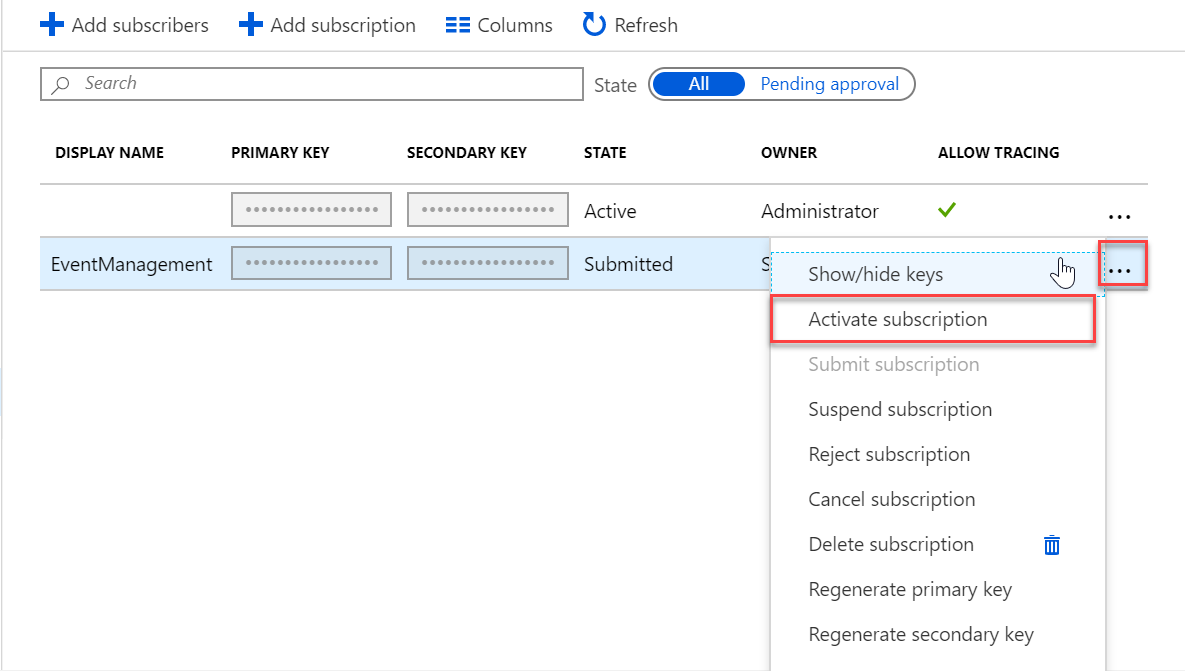 Add subscribers Add subscription Columns Refresh
Search State All Pending approval
DISPLAY NAME PRIMARY KEY SECONDARY KEY STATE OWNER ALLOW TRACING
•••••••••••••••••• •••••••••••••••••• Active Administrator ...
EventManagement •••••••••••••••••• •••••••••••••••••• Submitted S ...
Show/hide keys
Activate subscription
Submit subscription
Suspend subscription
Reject subscription
Cancel subscription
Delete subscription
Regenerate primary key
Regenerate secondary key